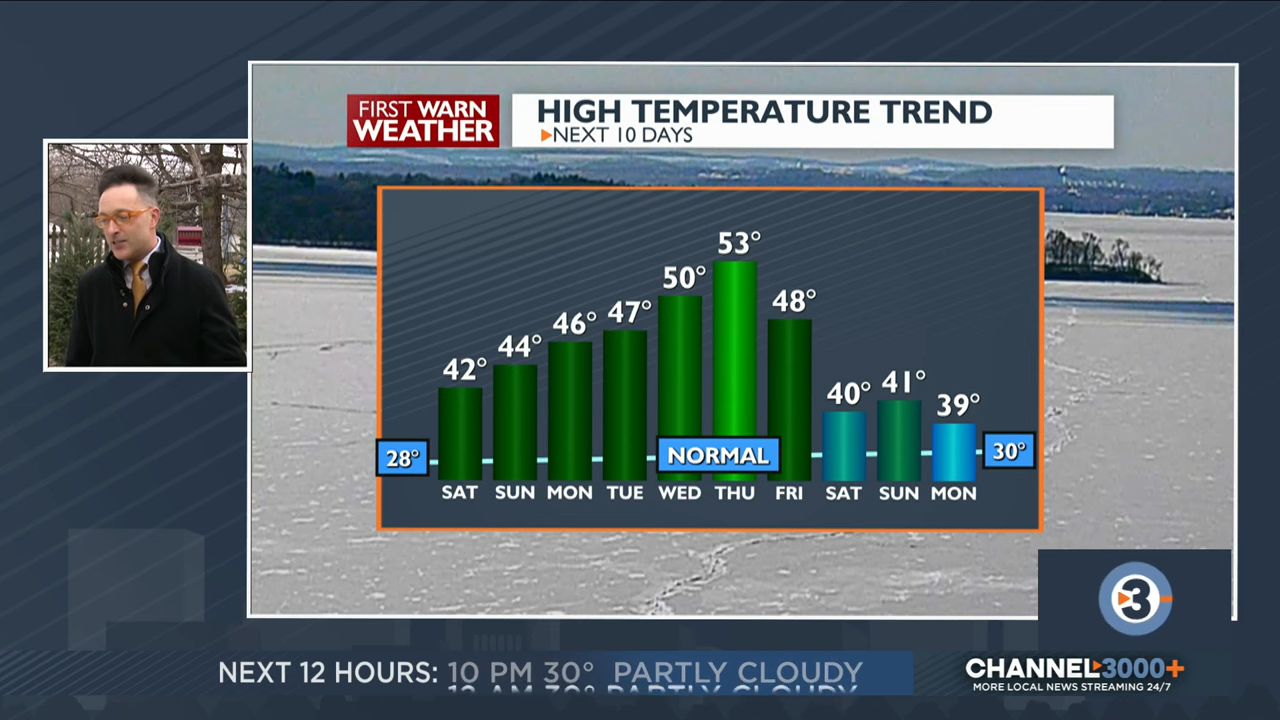 FIRST WARN
WEATHER
HIGH TEMPERATURE TREND
NEXT 10 DAYS
42° 44° 46° 47° 50° 53° 48° 40° 41° 39°
28° NORMAL 30°
SAT SUN MON TUE WED THU FRI SAT SUN MON
3
NEXT 12 HOURS: 10 PM 30° PARTLY CLOUDY
CHANNEL3000+
MORE LOCAL NEWS STREAMING 24/7